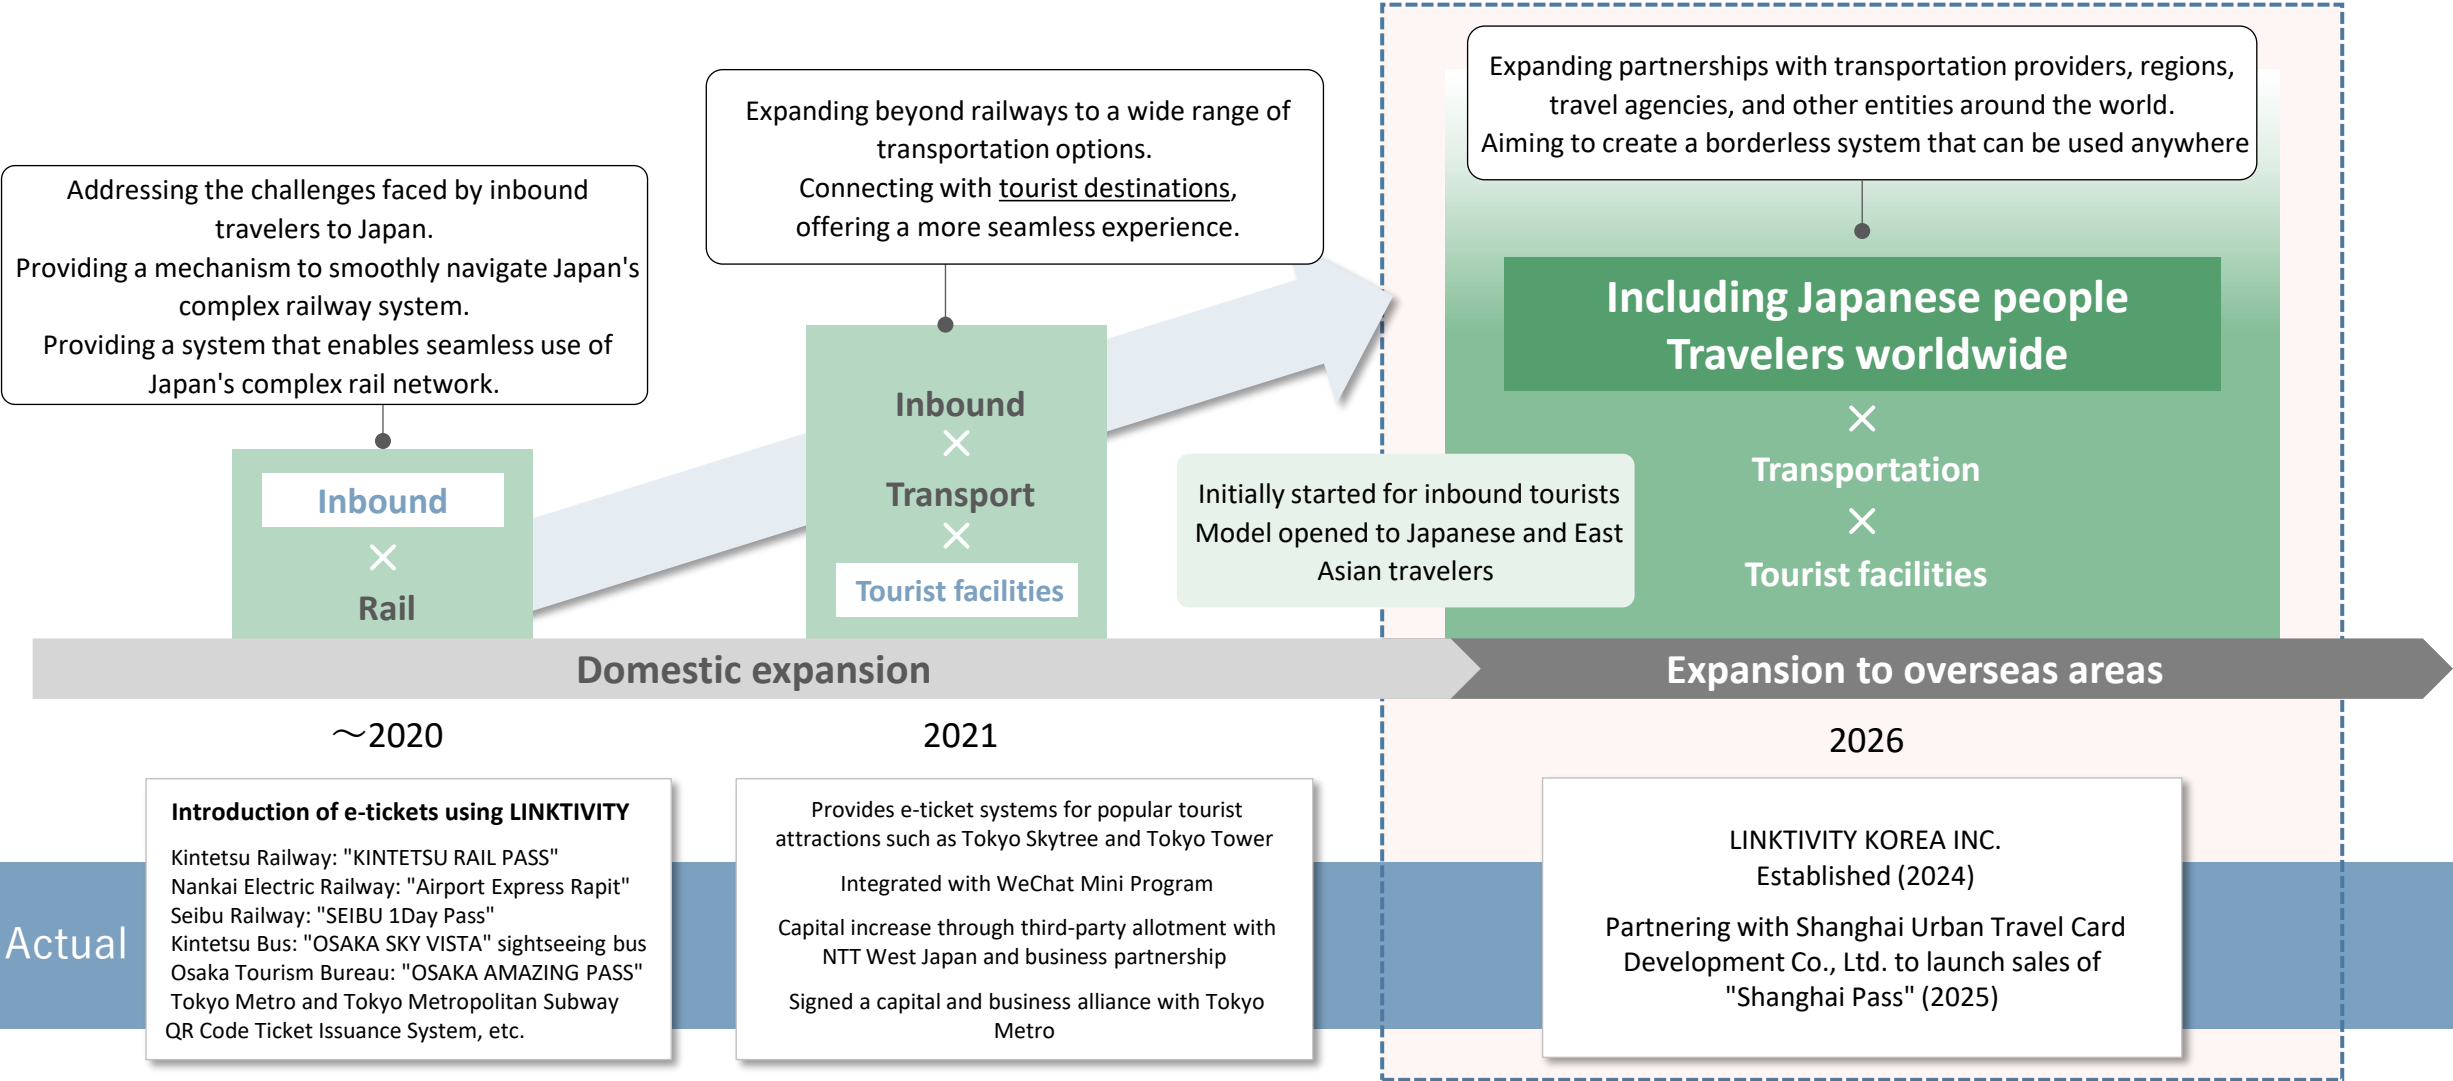 Addressing the challenges faced by inbound
travelers to Japan.
Providing a mechanism to smoothly navigate Japan's
complex railway system.
Providing a system that enables seamless use of
Japan's complex rail network.
Inbound
×
Rail
Expanding beyond railways to a wide range of
transportation options.
Connecting with tourist destinations,
offering a more seamless experience.
Inbound
×
Transport
×
Tourist facilities
Expanding partnerships with transportation providers, regions,
travel agencies, and other entities around the world.
Aiming to create a borderless system that can be used anywhere
Including Japanese people
Travelers worldwide
×
Transportation
×
Tourist facilities
Initially started for inbound tourists
Model opened to Japanese and East
Asian travelers
Domestic expansion
Expansion to overseas areas
～2020
2021
2026
Actual
Introduction of e-tickets using LINKTIVITY
Kintetsu Railway: "KINTETSU RAIL PASS"
Nankai Electric Railway: "Airport Express Rapit"
Seibu Railway: "SEIBU 1Day Pass"
Kintetsu Bus: "OSAKA SKY VISTA" sightseeing bus
Osaka Tourism Bureau: "OSAKA AMAZING PASS"
Tokyo Metro and Tokyo Metropolitan Subway
QR Code Ticket Issuance System, etc.
Provides e-ticket systems for popular tourist
attractions such as Tokyo Skytree and Tokyo Tower
Integrated with WeChat Mini Program
Capital increase through third-party allotment with
NTT West Japan and business partnership
Signed a capital and business alliance with Tokyo
Metro
LINKTIVITY KOREA INC.
Established (2024)
Partnering with Shanghai Urban Travel Card
Development Co., Ltd. to launch sales of
"Shanghai Pass" (2025)